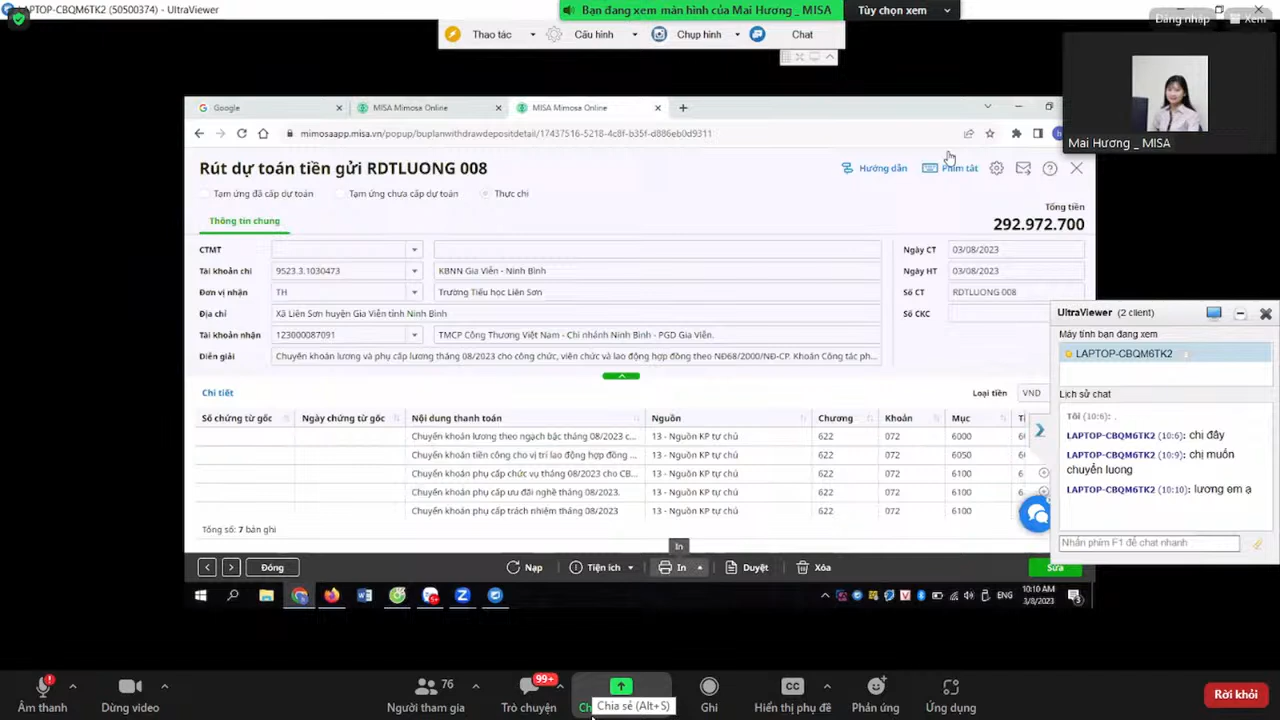 LAPTOP-CBQM6TK2 (50500374) - UltraViewer
Bạn đang xem màn hình của Mai Hương _ MISA
Tùy chọn xem
Đăng nhập
Xem
Thao tác
Cấu hình
Chụp hình
Chat
Mai Hương _ MISA
Google
MISA Mimosa Online
MISA Mimosa Online
mimosaapp.misa.vn/popup/buplanwithdrawdepositdetail/17437516-5218-4c8f-b35f-d886eb0d9311
Rút dự toán tiền gửi RDTLUONG 008
Hướng dẫn
Phím tắt
Tạm ứng đã cấp dự toán
Tạm ứng chưa cấp dự toán
Thực chi
Tổng tiền
292.972.700
Thông tin chung
CTMT
Ngày CT 03/08/2023
Tài khoản chi 9523.3.1030473 KBNN Gia Viễn - Ninh Bình
Ngày HT 03/08/2023
Đơn vị nhận TH Trường Tiểu học Liên Sơn
Số CT RDTLUONG 008
Địa chỉ Xã Liên Sơn huyện Gia Viễn tỉnh Ninh Bình
Số CKC
Tài khoản nhận 123000087091 TMCP Công Thương Việt Nam - Chi nhánh Ninh Bình - PGD Gia Viễn.
Diễn giải Chuyển khoản lương và phụ cấp lương tháng 08/2023 cho công chức, viên chức và lao động hợp đồng theo NĐ68/2000/NĐ-CP. Khoán Công tác ph...
Chi tiết
Loại tiền VND
Số chứng từ gốc Ngày chứng từ gốc Nội dung thanh toán Nguồn Chương Khoản Mục
Chuyển khoản lương theo ngạch bậc tháng 08/2023 c... 13 - Nguồn KP tự chủ 622 072 6000
Chuyển khoản tiền công cho vị trí lao động hợp đồng ... 13 - Nguồn KP tự chủ 622 072 6050
Chuyển khoản phụ cấp chức vụ tháng 08/2023 cho CB... 13 - Nguồn KP tự chủ 622 072 6100
Chuyển khoản phụ cấp ưu đãi nghề tháng 08/2023. 13 - Nguồn KP tự chủ 622 072 6100
Chuyển khoản phụ cấp trách nhiệm tháng 08/2023 13 - Nguồn KP tự chủ 622 072 6100
Tổng số: 7 bản ghi
In
Đóng
Nạp
Tiện ích
In
Duyệt
Xóa
Sửa
UltraViewer (2 client)
Máy tính bạn đang xem
LAPTOP-CBQM6TK2
Lịch sử chat
Tôi (10:6): .
LAPTOP-CBQM6TK2 (10:6): chị đây
LAPTOP-CBQM6TK2 (10:9): chị muốn
chuyển luong
LAPTOP-CBQM6TK2 (10:10): lương em ạ
Nhấn phím F1 để chat nhanh
ENG
10:10 AM
3/8/2023
3
Âm thanh
Dừng video
76
Người tham gia
99+
Trò chuyện
Chia sẻ (Alt+S)
Ghi
CC
Hiển thị phụ đề
Phản ứng
Ứng dụng
Rời khỏi